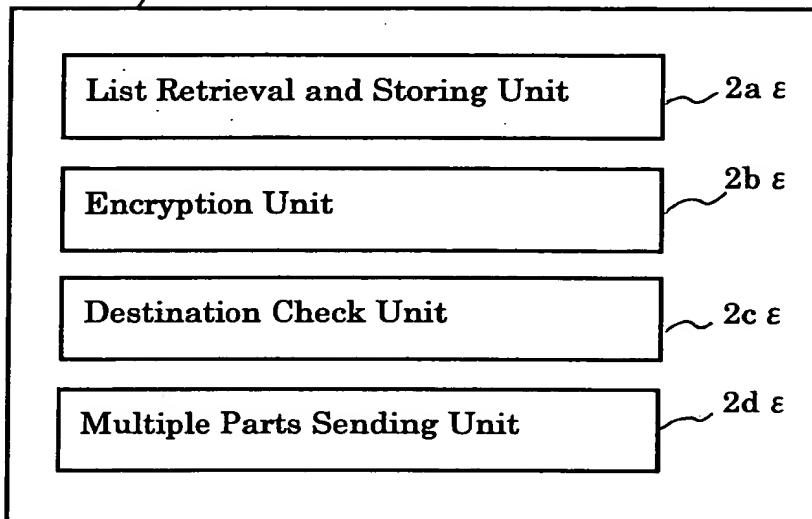 List Retrieval and Storing Unit
2a ε
Encryption Unit
2b ε
Destination Check Unit
2c ε
Multiple Parts Sending Unit
2d ε